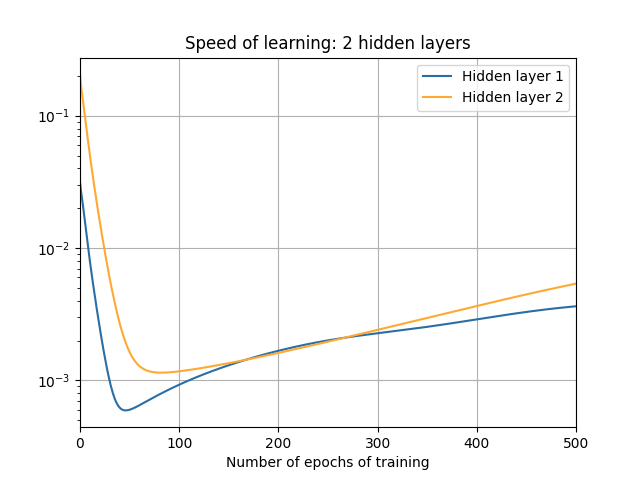 Speed of learning: 2 hidden layers
Hidden layer 1
Hidden layer 2
10⁻¹
10⁻²
10⁻³
0 100 200 300 400 500
Number of epochs of training